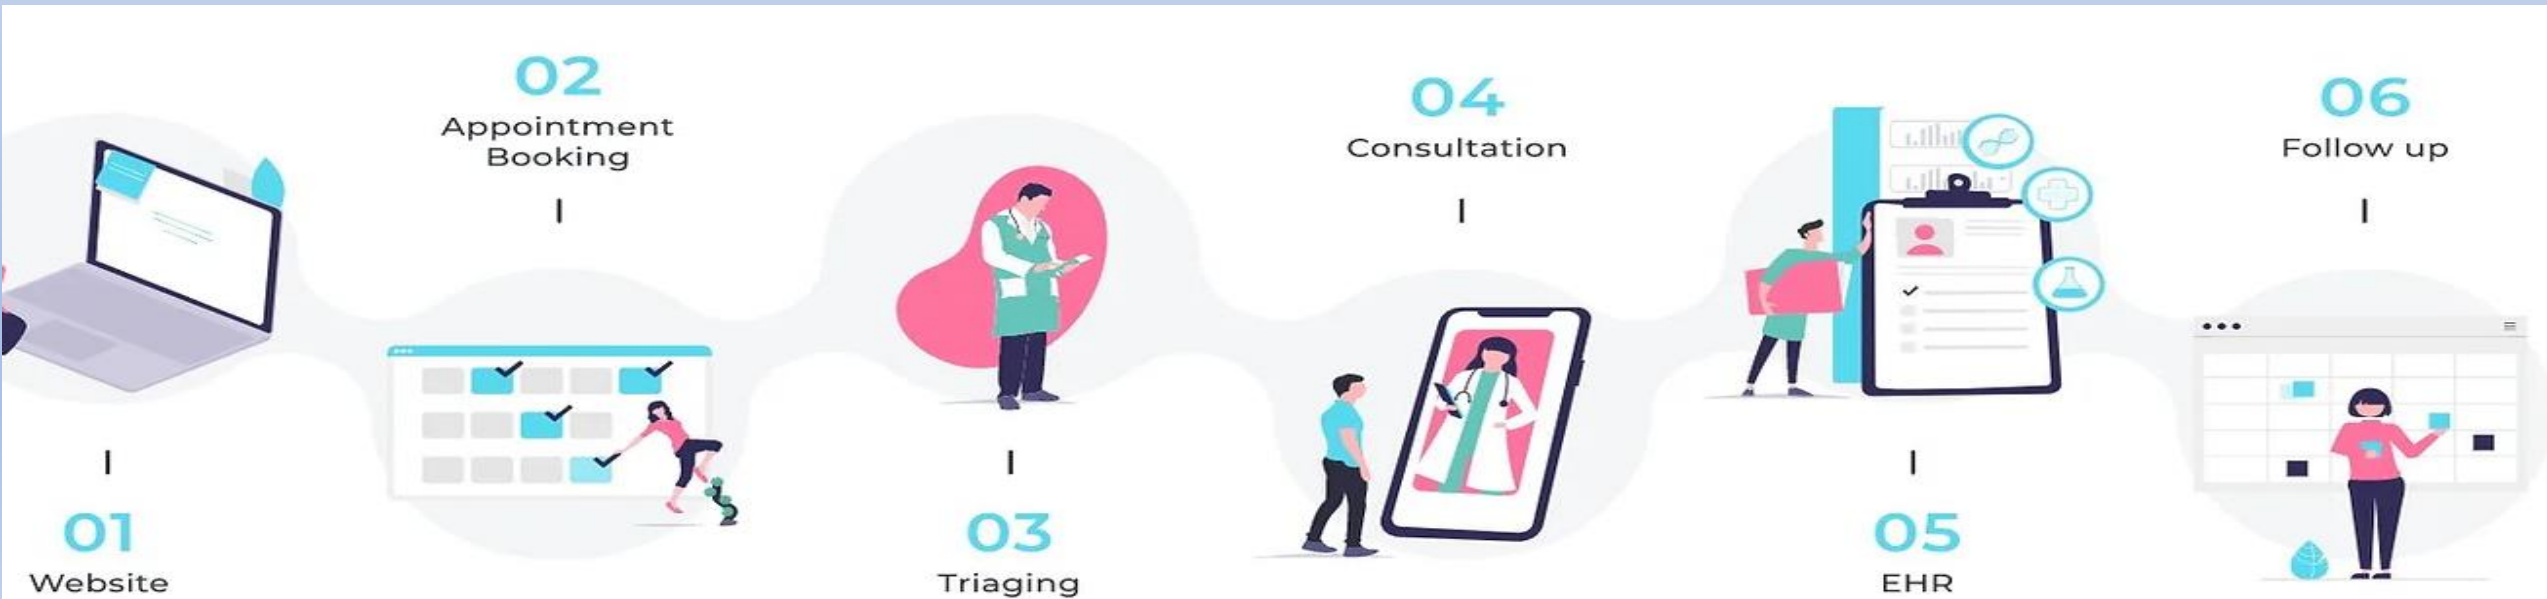 01
Website
02
Appointment
Booking
03
Triaging
04
Consultation
05
EHR
06
Follow up